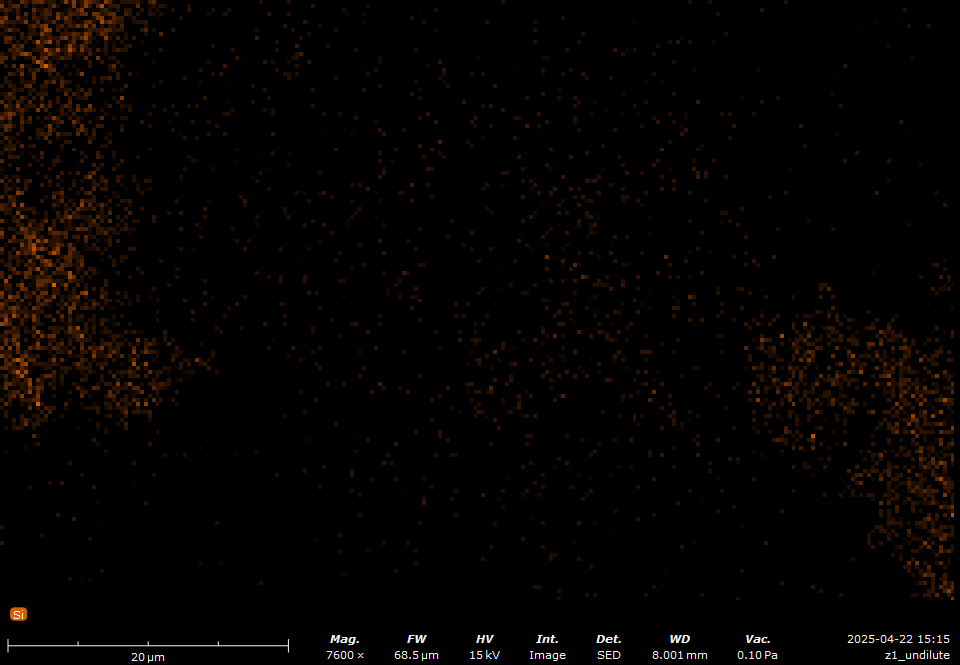 Si
Mag. FW HV Int. Det. WD Vac. 2025-04-22 15:15
20 µm 7600 × 68.5 µm 15 kV Image SED 8.001 mm 0.10 Pa z1_undilute